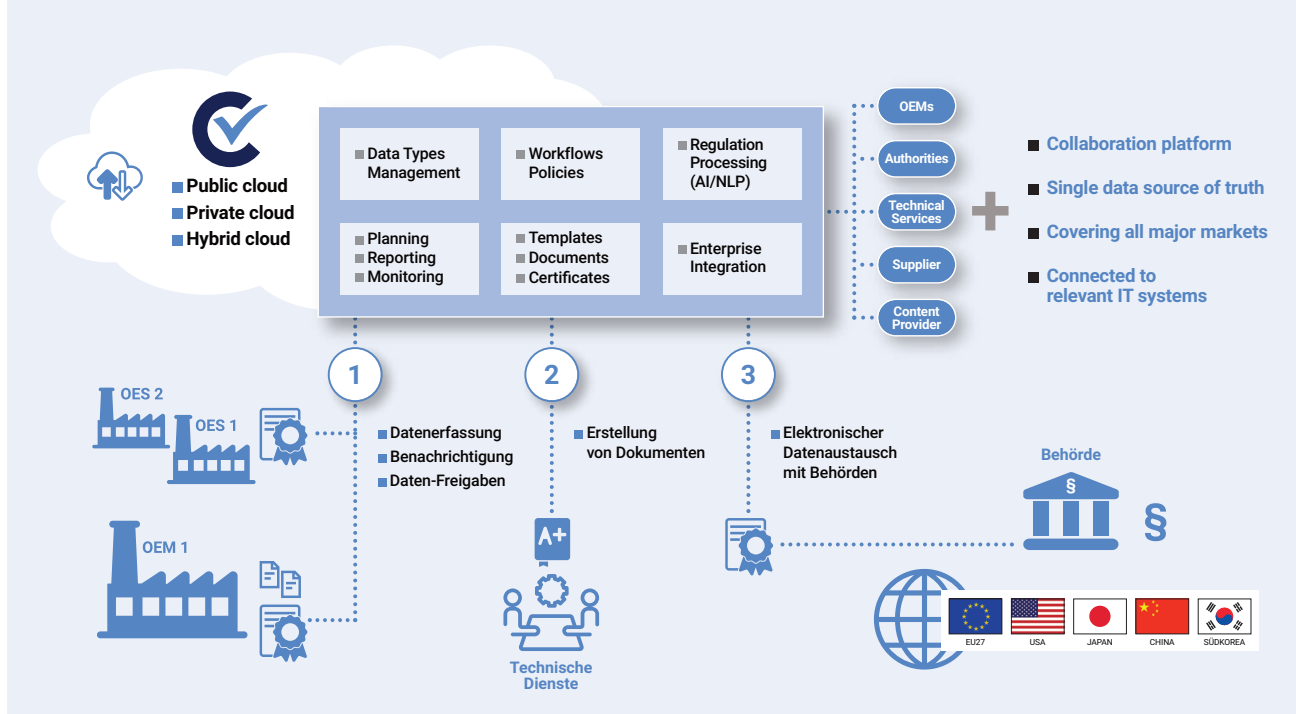 Public cloud
Private cloud
Hybrid cloud
Data Types
Management
Workflows
Policies
Regulation
Processing
(AI/NLP)
Planning
Reporting
Monitoring
Templates
Documents
Certificates
Enterprise
Integration
OEMs
Authorities
Technical
Services
Supplier
Content
Provider
Collaboration platform
Single data source of truth
Covering all major markets
Connected to
relevant IT systems
1
2
3
OES 2
OES 1
OEM 1
Datenerfassung
Benachrichtigung
Daten-Freigaben
Erstellung
von Dokumenten
A+
Technische
Dienste
Elektronischer
Datenaustausch
mit Behörden
Behörde
§
§
EU27
USA
JAPAN
CHINA
SÜDKOREA